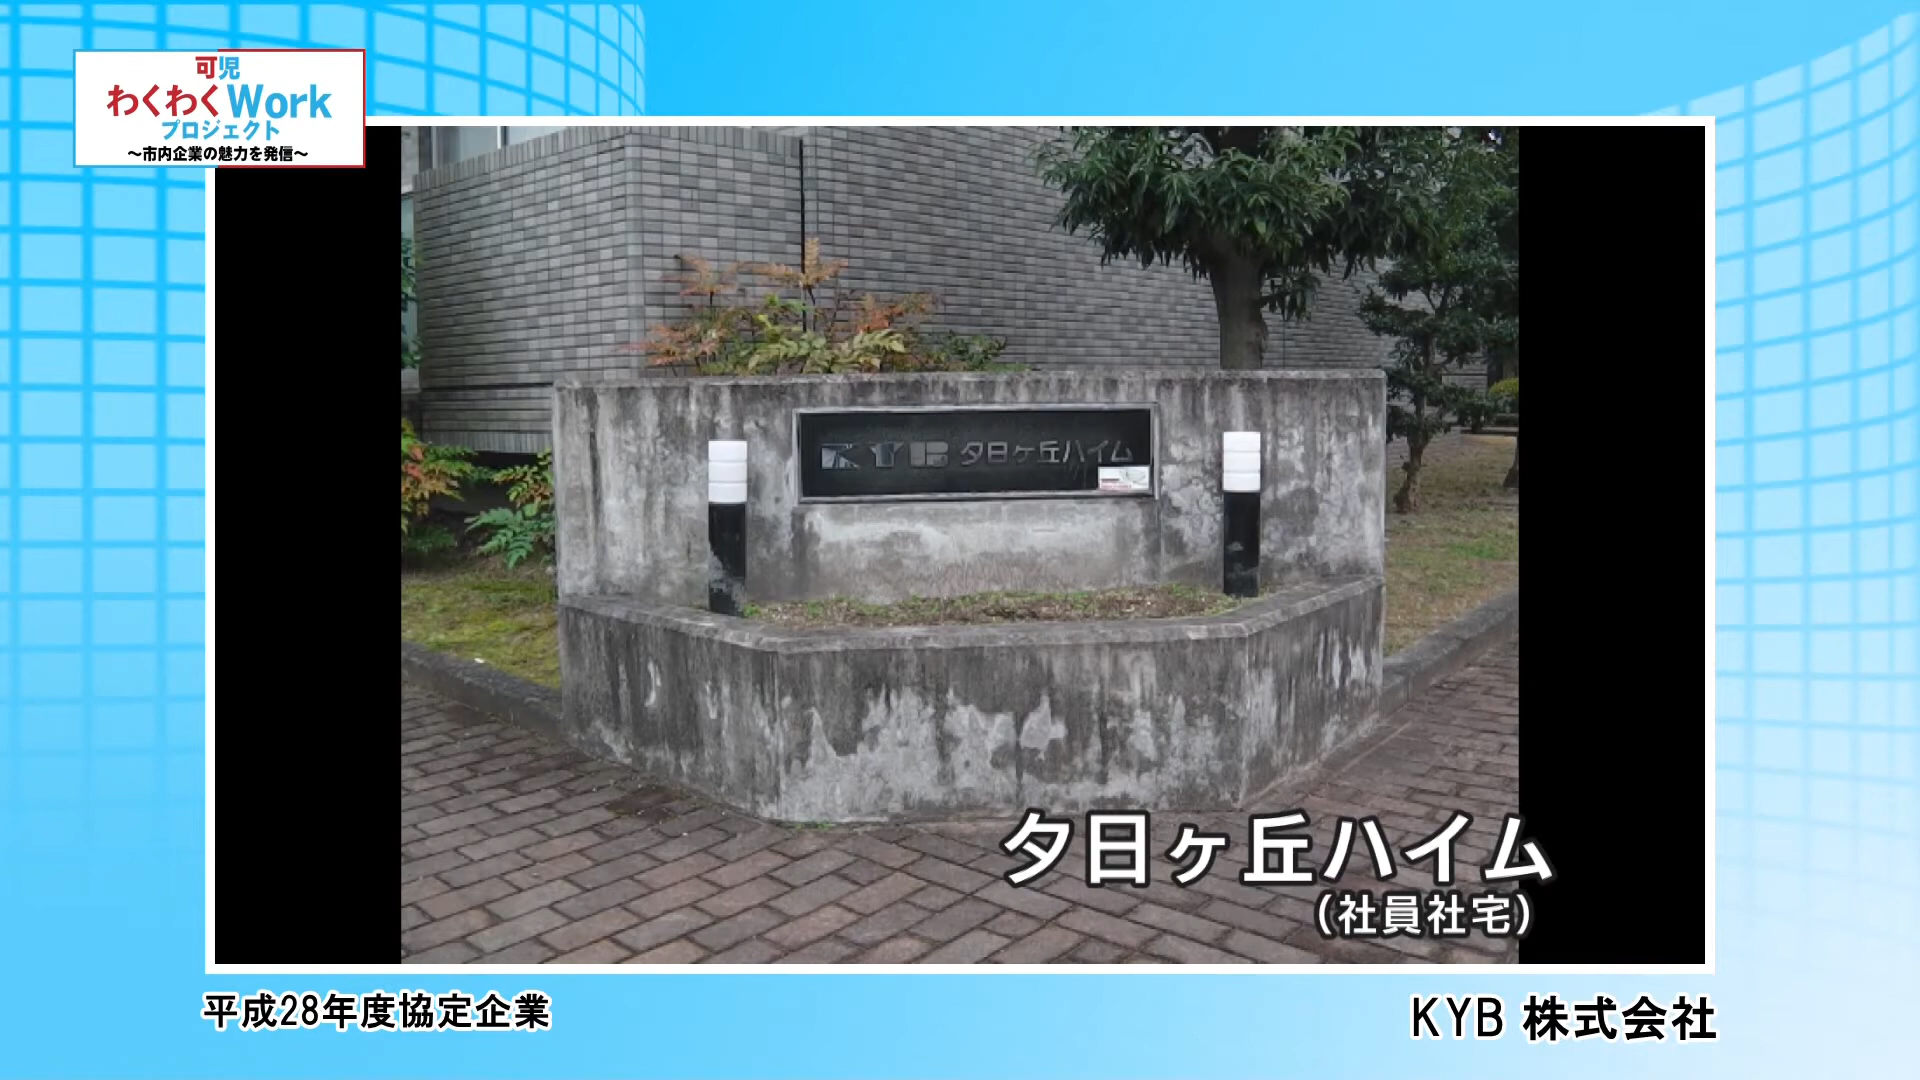 可児
わくわくWork
プロジェクト
～市内企業の魅力を発信～
KYB 夕日ヶ丘ハイム
夕日ヶ丘ハイム
（社員社宅）
平成28年度協定企業
KYB 株式会社